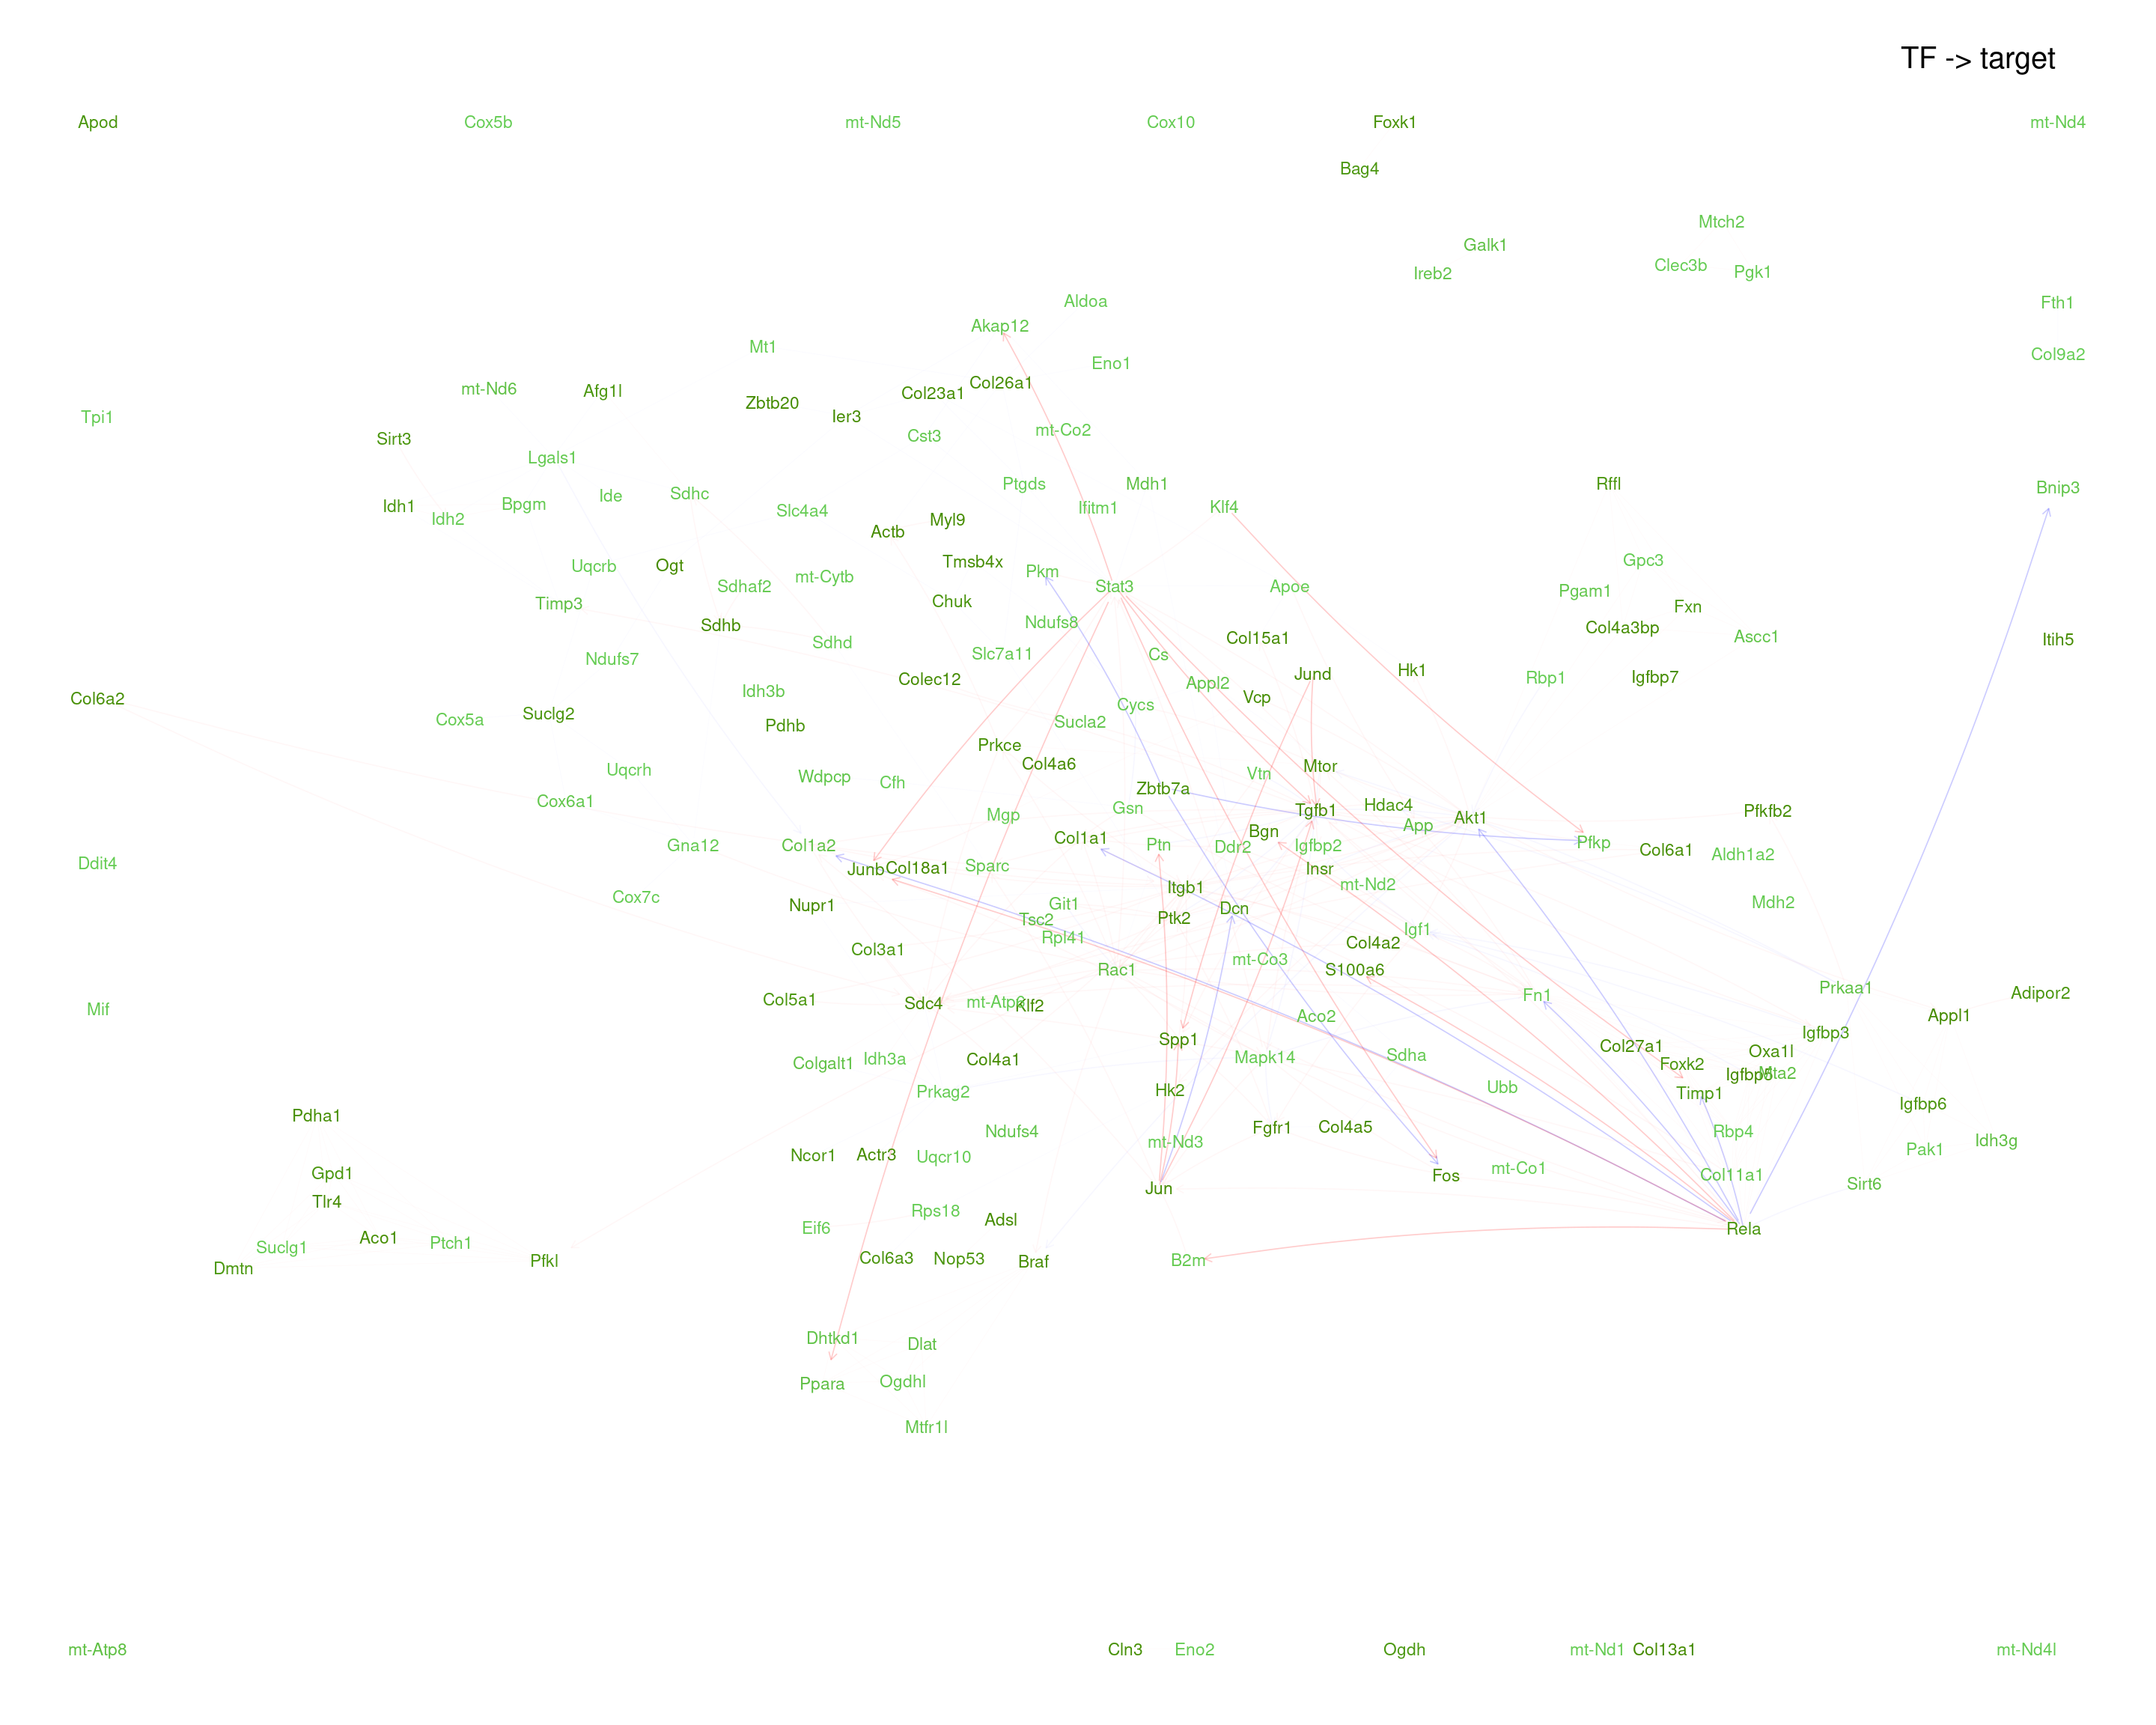 TF -> target
Apod Cox5b mt-Nd5 Cox10 Foxk1 mt-Nd4
Bag4
Mtch2
Galk1
Clec3b Pgk1
Ireb2
Aldoa Fth1
Akap12
Mt1
Col9a2
Eno1
Col26a1
mt-Nd6 Afg1l Col23a1
Zbtb20
Tpi1 Ier3
mt-Co2
Sirt3 Cst3
Lgals1
Ptgds Mdh1 Rffl Bnip3
Ide Sdhc
Idh1 Bpgm Slc4a4 Ifitm1 Klf4
Idh2 Myl9
Actb
Uqcrb Ogt Tmsb4x Gpc3
Pkm
mt-Cytb
Sdhaf2 Stat3 Apoe Pgam1
Timp3 Chuk Fxn
Sdhb Ndufs8 Col4a3bp
Sdhd Col15a1 Ascc1 Itih5
Ndufs7 Slc7a11 Cs
Colec12 Jund Hk1 Rbp1 Igfbp7
Col6a2 Idh3b Appl2 Vcp
Cox5a Suclg2 Pdhb Sucla2 Cycs
Prkce
Uqcrh Wdpcp Cfh Col4a6 Vtn Mtor
Cox6a1 Zbtb7a
Mgp Gsn Tgfb1 Hdac4 Akt1 Pfkfb2
Gna12 Col1a2 Col1a1 Ptn Bgn Ddr2 Igfbp2 App Pfkp Col6a1 Aldh1a2
Ddit4 Junb Col18a1 Sparc Insr
Cox7c Nupr1 Git1 Itgb1 mt-Nd2 Mdh2
Tsc2 Ptk2 Dcn
Col3a1 Rpl41 Col4a2 Igf1
Rac1 mt-Co3 S100a6
Mif Col5a1 Sdc4 mt-Atp6 Klf2 Fn1 Prkaa1 Adipor2
Aco2 Appl1
Spp1 Col27a1 Igfbp3
Colgalt1 Idh3a Col4a1 Mapk14 Sdha Foxk2 Oxa1l
Prkag2 Hk2 Ubb Timp1 Igfbp5 Mta2
Pdha1 Igfbp6
Ndufs4 mt-Nd3 Fgfr1 Col4a5 Rbp4 Idh3g
Ncor1 Actr3 Uqcr10 mt-Co1 Pak1
Gpd1 Jun Fos Col11a1 Sirt6
Tlr4
Eif6 Rps18 Adsl Rela
Suclg1 Aco1 Ptch1
Dmtn Pfkl Col6a3 Nop53 Braf B2m
Dhtkd1 Dlat
Ppara Ogdhl
Mtfr1l
mt-Atp8 Cln3 Eno2 Ogdh mt-Nd1 Col13a1 mt-Nd4l